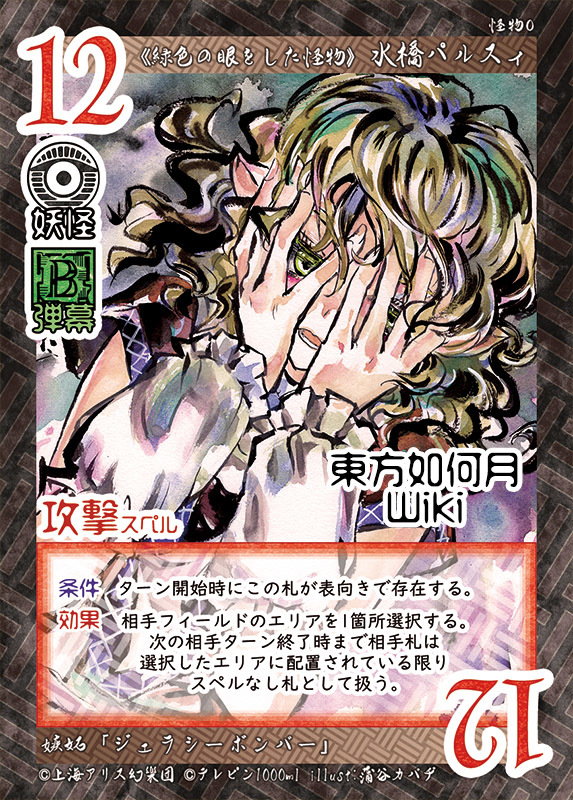 怪物0
12
《緑色の眼をした怪物》 水橋パルスィ
妖怪
B
弾幕
東方如何月
Wiki
攻撃スペル
条件 ターン開始時にこの札が表向きで存在する。
効果 相手フィールドのエリアを1箇所選択する。
次の相手ターン終了時まで相手札は
選択したエリアに配置されている限り
スペルなし札として扱う。
12
嫉妬「ジェラシーボンバー」
©上海アリス幻樂団 ©テレピン1000ml illust:蒲谷カバヂ